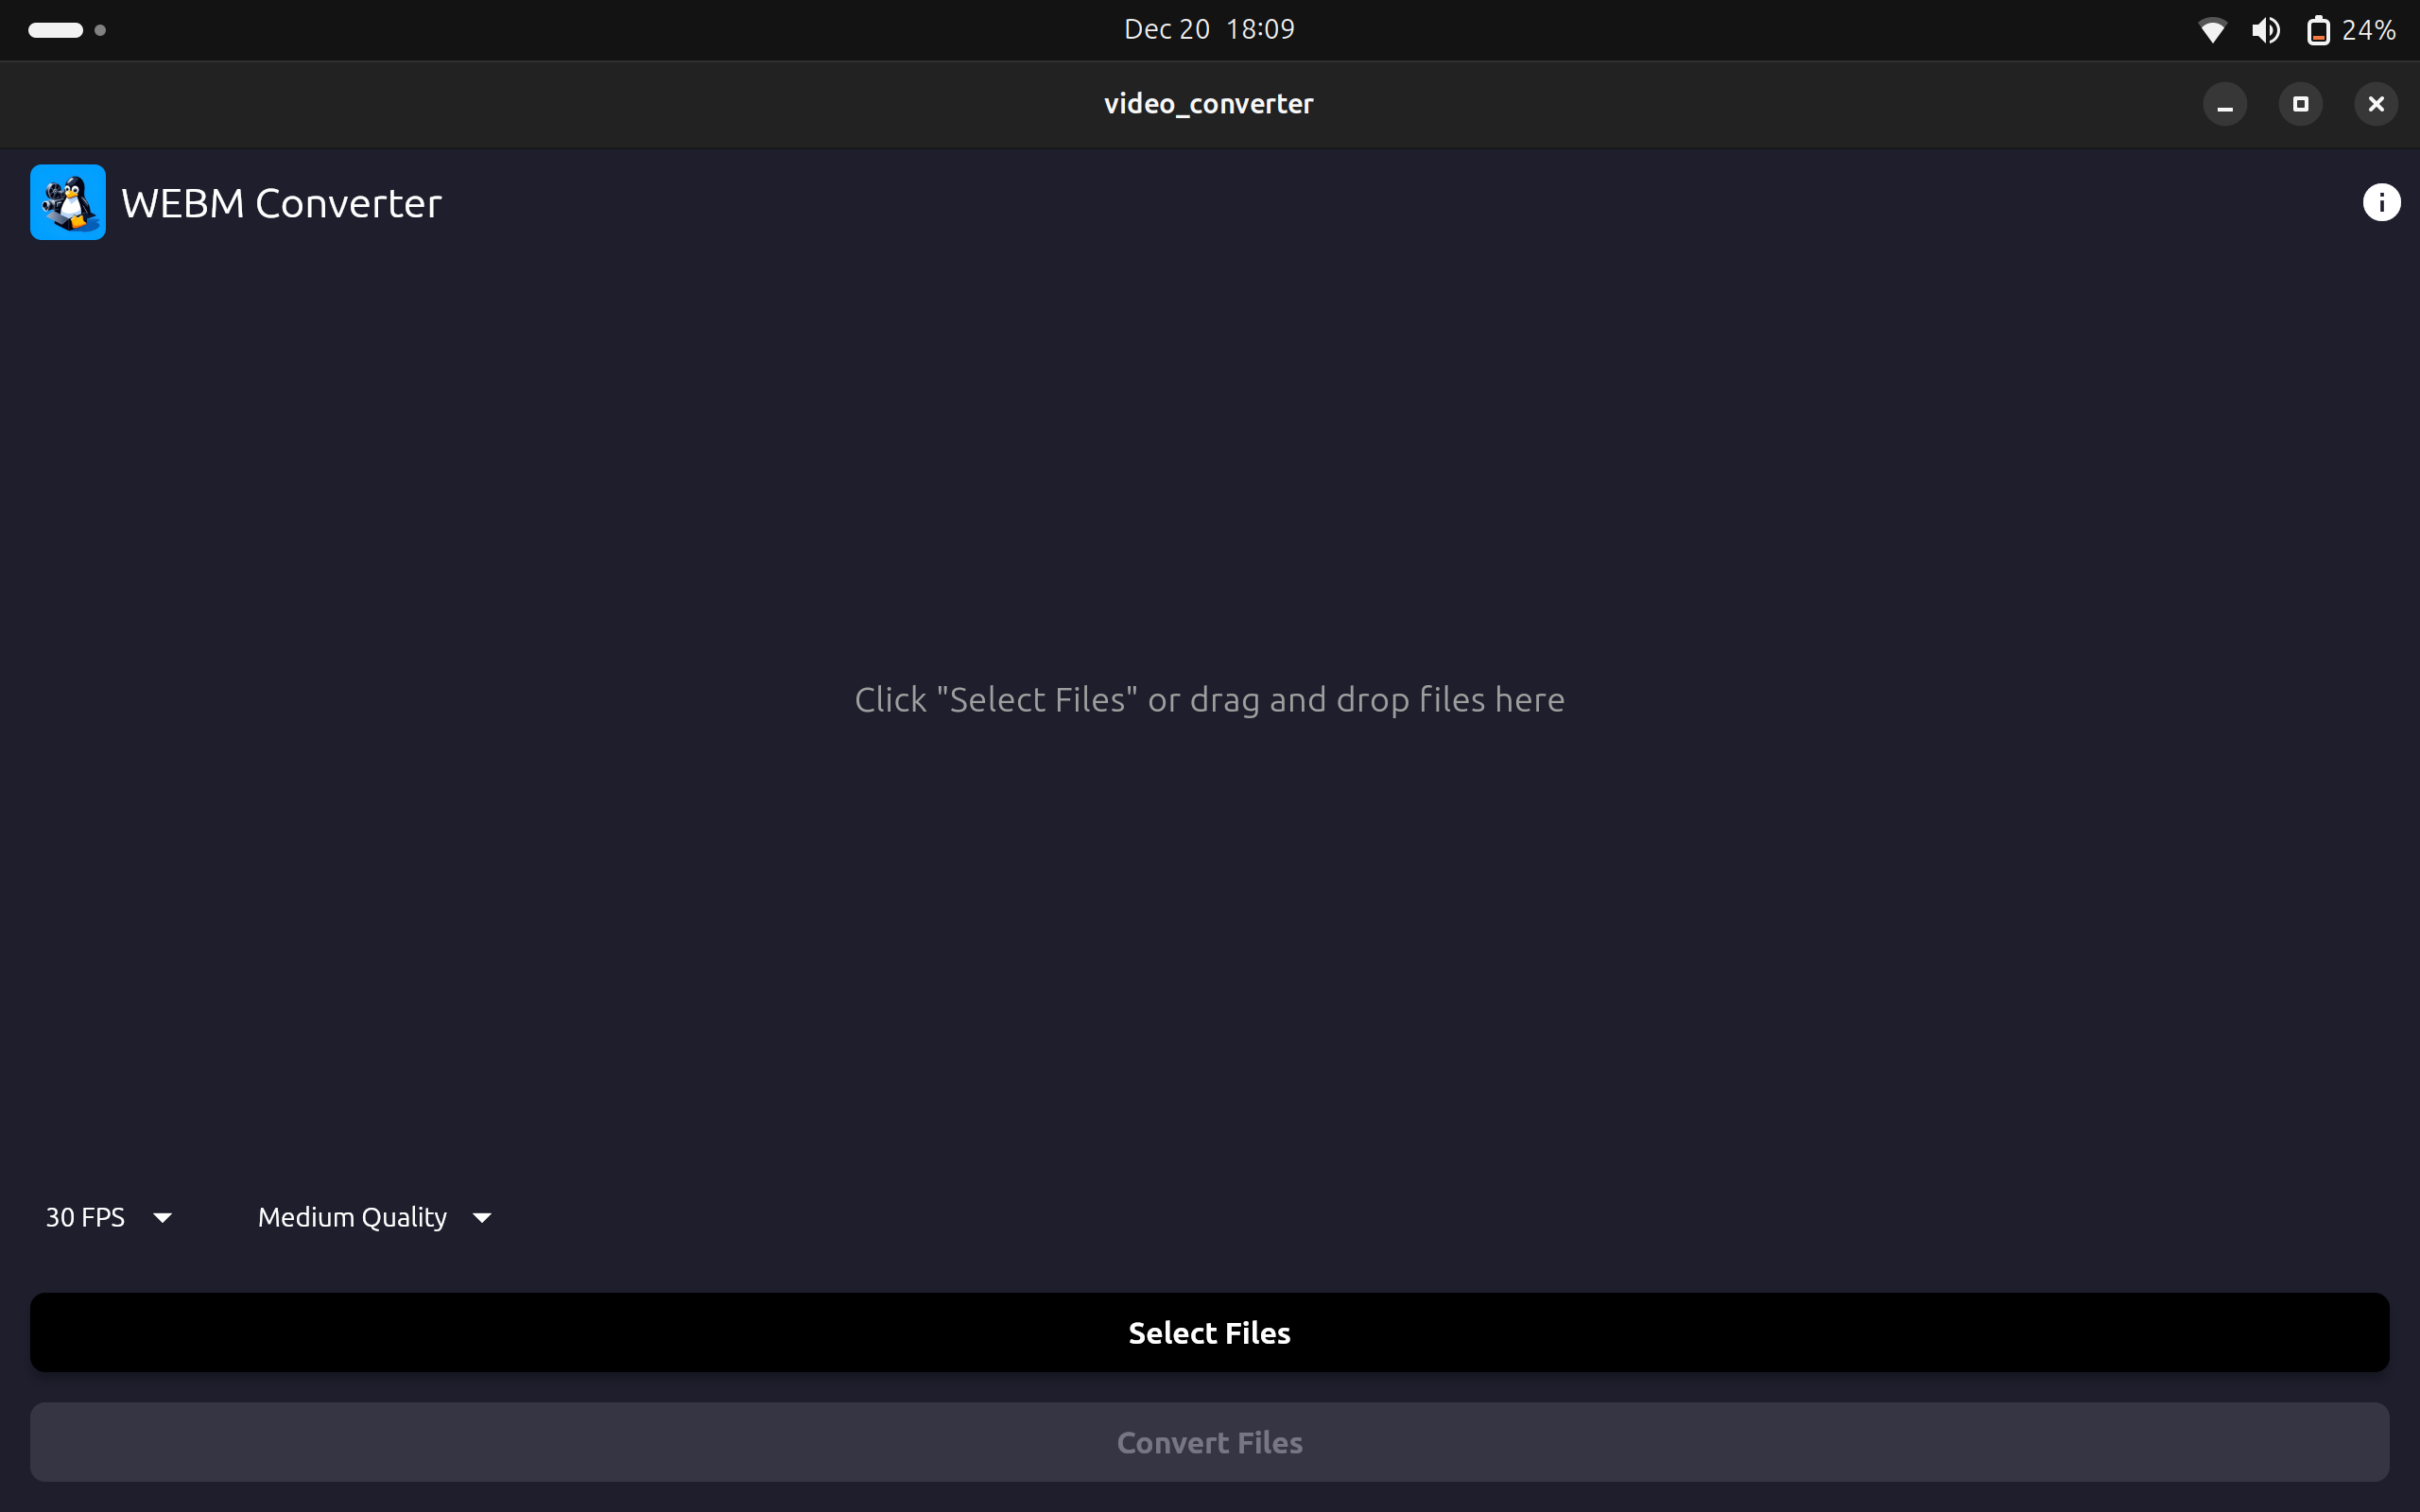 Dec 20 18:09
24%
video_converter
WEBM Converter
Click "Select Files" or drag and drop files here
30 FPS
Medium Quality
Select Files
Convert Files